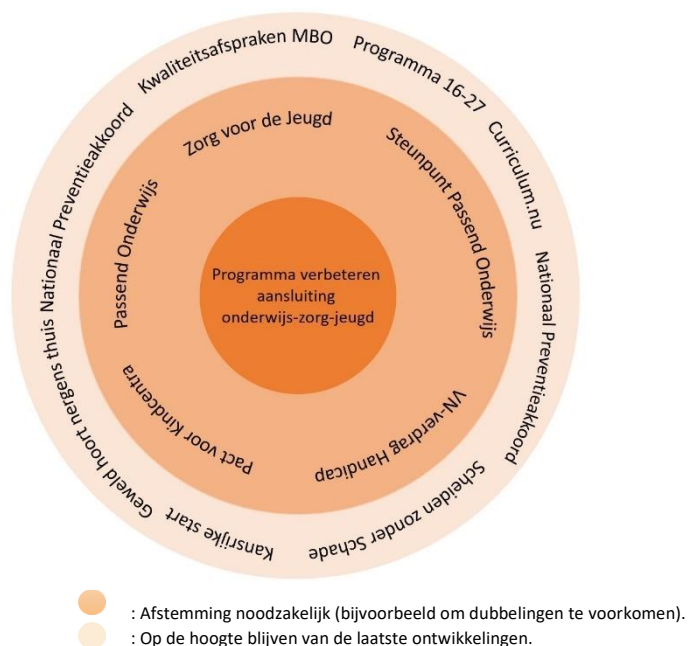 Kwaliteitsafspraken MBO
Programma 16-27
Curriculum.nu
Nationaal Preventieakkoord
Scheiden zonder Schade
Kansrijke start
Geweld hoort nergens thuis
Nationaal Preventieakkoord
Zorg voor de Jeugd
Steunpunt Passend Onderwijs
VN-verdrag Handicap
Pact voor Kindcentra
Passend Onderwijs
Programma verbeteren
aansluiting
onderwijs-zorg-jeugd
: Afstemming noodzakelijk (bijvoorbeeld om dubbelingen te voorkomen).
: Op de hoogte blijven van de laatste ontwikkelingen.